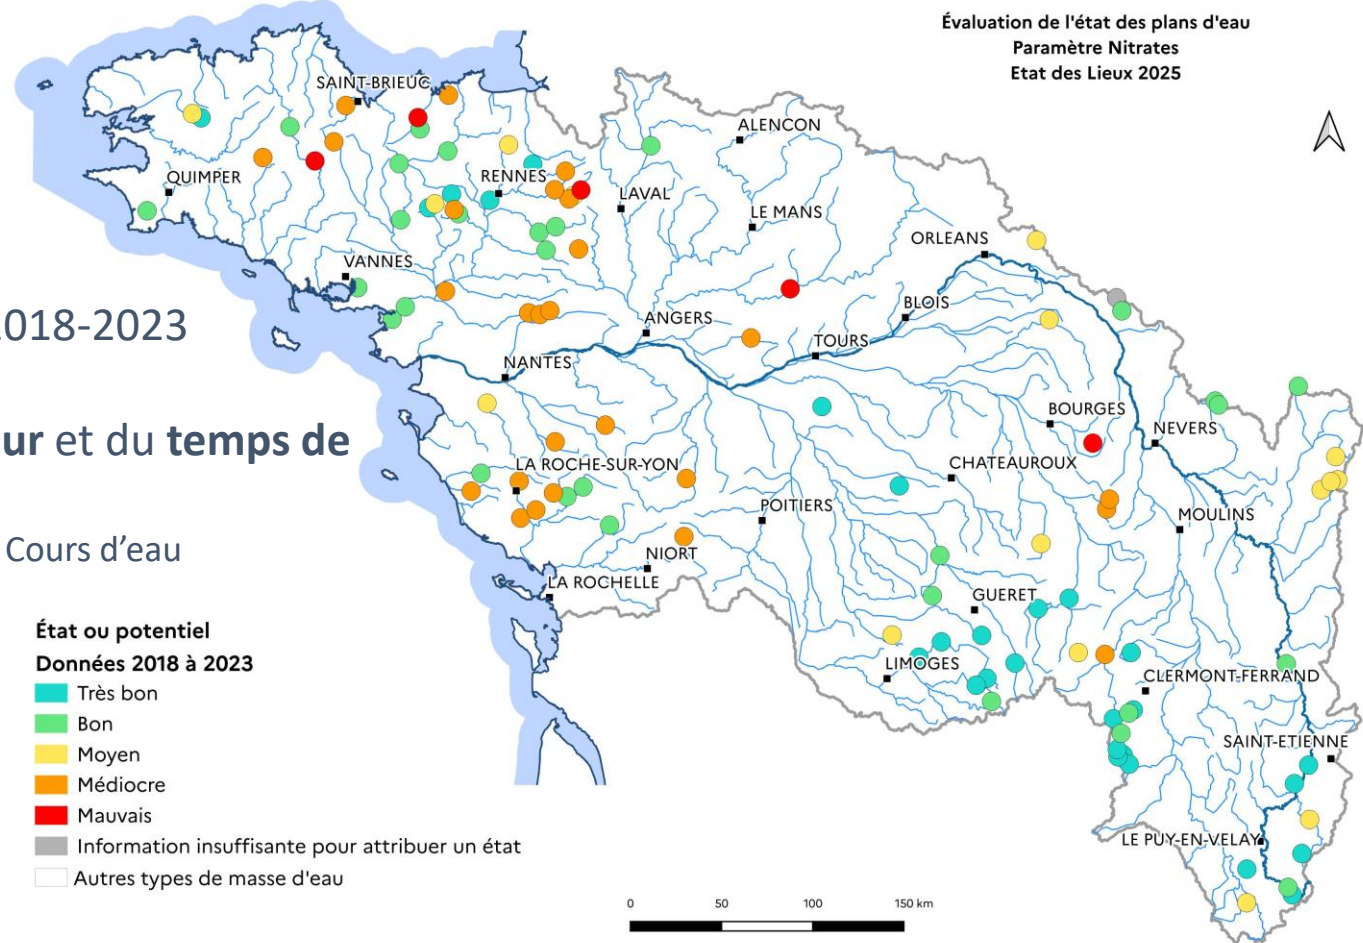 Évaluation de l'état des plans d'eau
Paramètre Nitrates
Etat des Lieux 2025
SAINT-BRIEUC
ALENCON
QUIMPER
RENNES
LAVAL
LE MANS
ORLEANS
VANNES
BLOIS
2018-2023
ANGERS
TOURS
NANTES
BOURGES
ur et du temps de
NEVERS
LA ROCHE-SUR-YON
CHATEAUROUX
POITIERS
MOULINS
Cours d’eau
NIORT
LA ROCHELLE
GUERET
État ou potentiel
Données 2018 à 2023
LIMOGES
CLERMONT-FERRAND
Très bon
Bon
Moyen
SAINT-ETIENNE
Médiocre
Mauvais
Information insuffisante pour attribuer un état
LE PUY-EN-VELAY
Autres types de masse d'eau
0 50 100 150 km